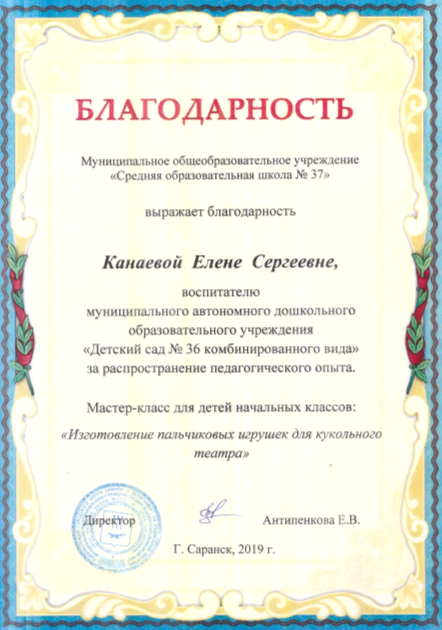 БЛАГОДАРНОСТЬ
Муниципальное общеобразовательное учреждение
«Средняя образовательная школа № 37»
выражает благодарность
Канаевой Елене Сергеевне,
воспитателю
муниципального автономного дошкольного
образовательного учреждения
«Детский сад № 36 комбинированного вида»
за распространение педагогического опыта.
Мастер-класс для детей начальных классов:
«Изготовление пальчиковых игрушек для кукольного
театра»
Директор Антипенкова Е.В.
Г. Саранск, 2019 г.